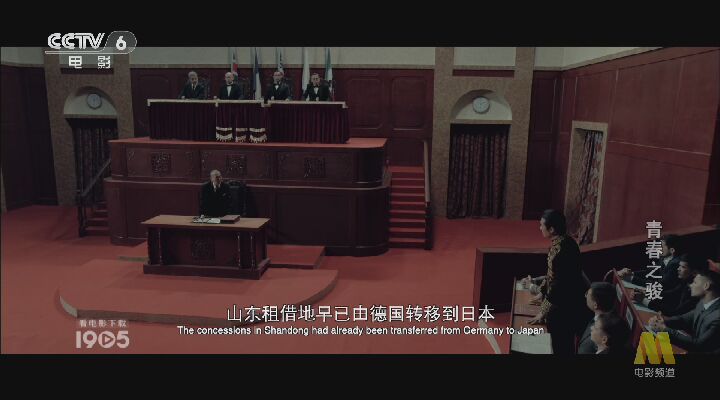 CCTV 6
电影
青春之骏
山东租借地早已由德国转移到日本
The concessions in Shandong had already been transferred from Germany to Japan
看电影下载
1905
电影频道